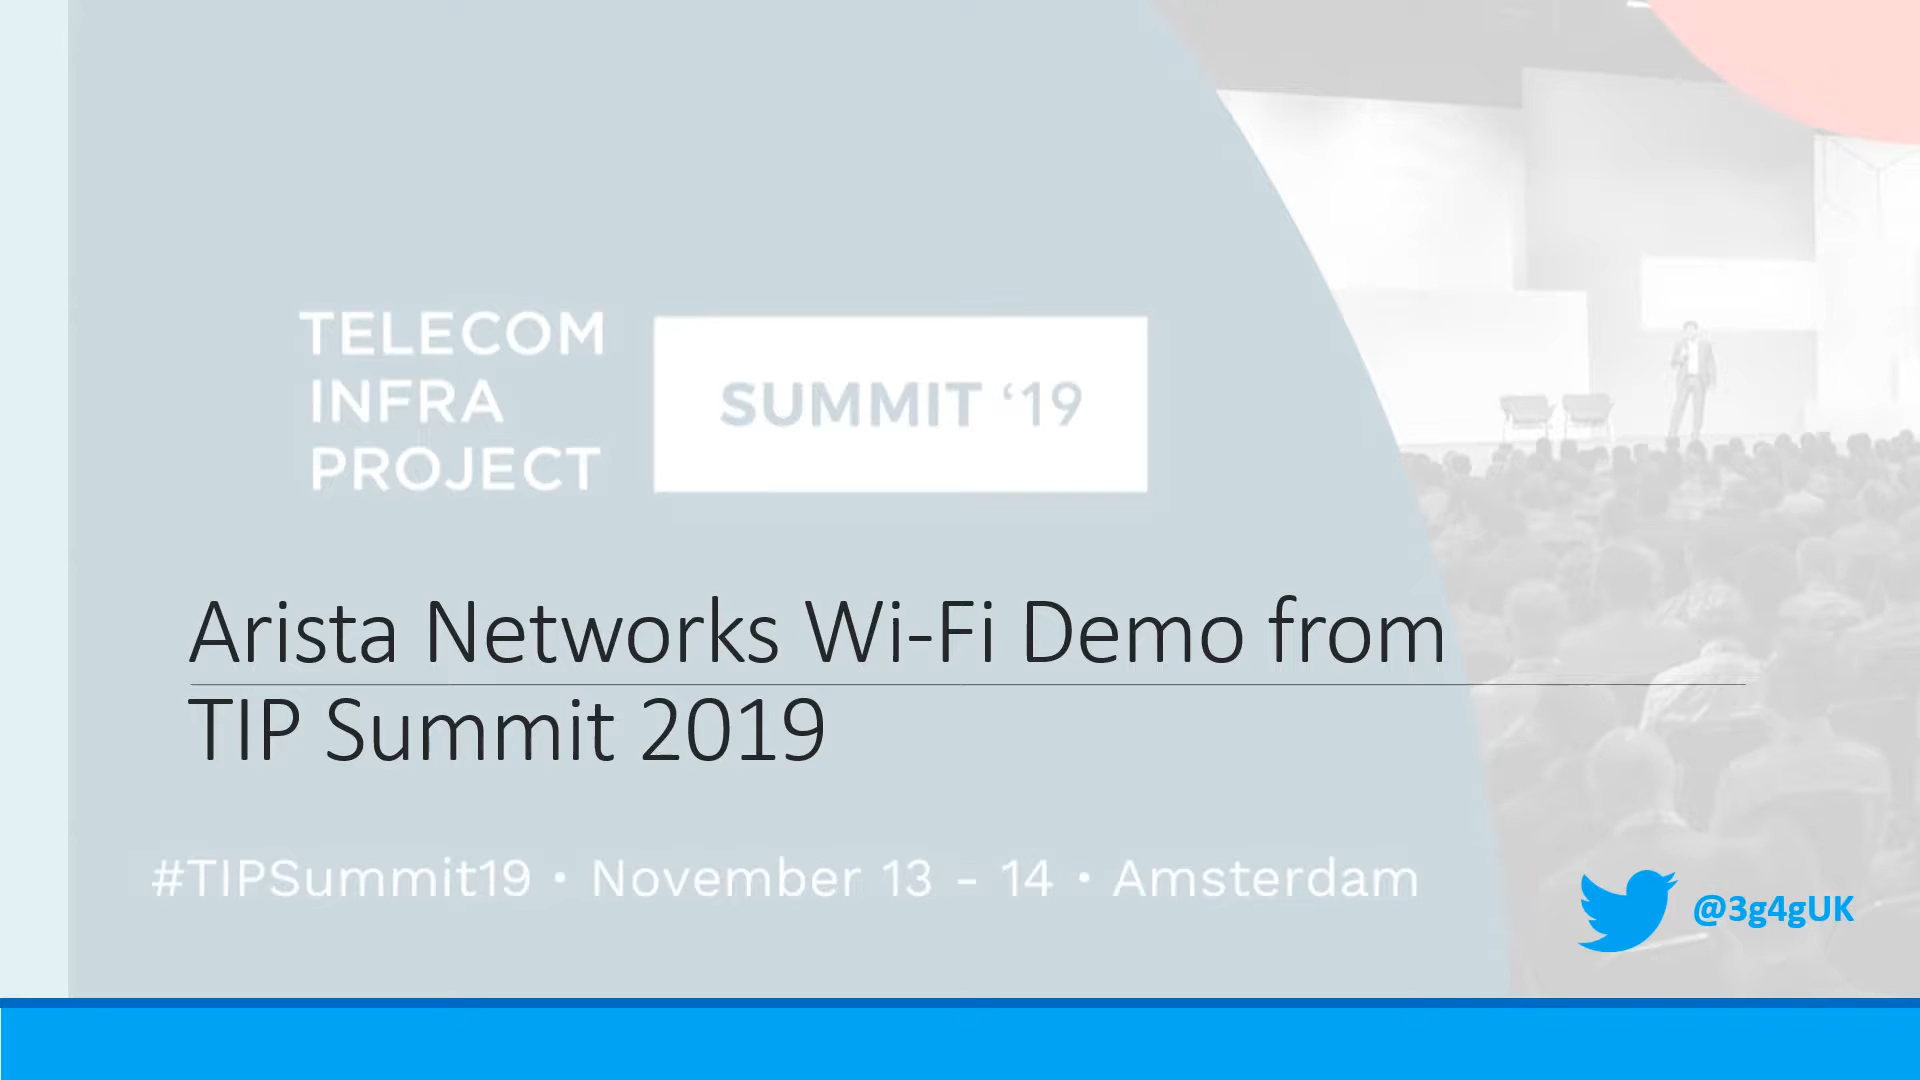 TELECOM
INFRA
PROJECT
SUMMIT ‘19
Arista Networks Wi-Fi Demo from
TIP Summit 2019
#TIPSummit19 • November 13 - 14 • Amsterdam
@3g4gUK